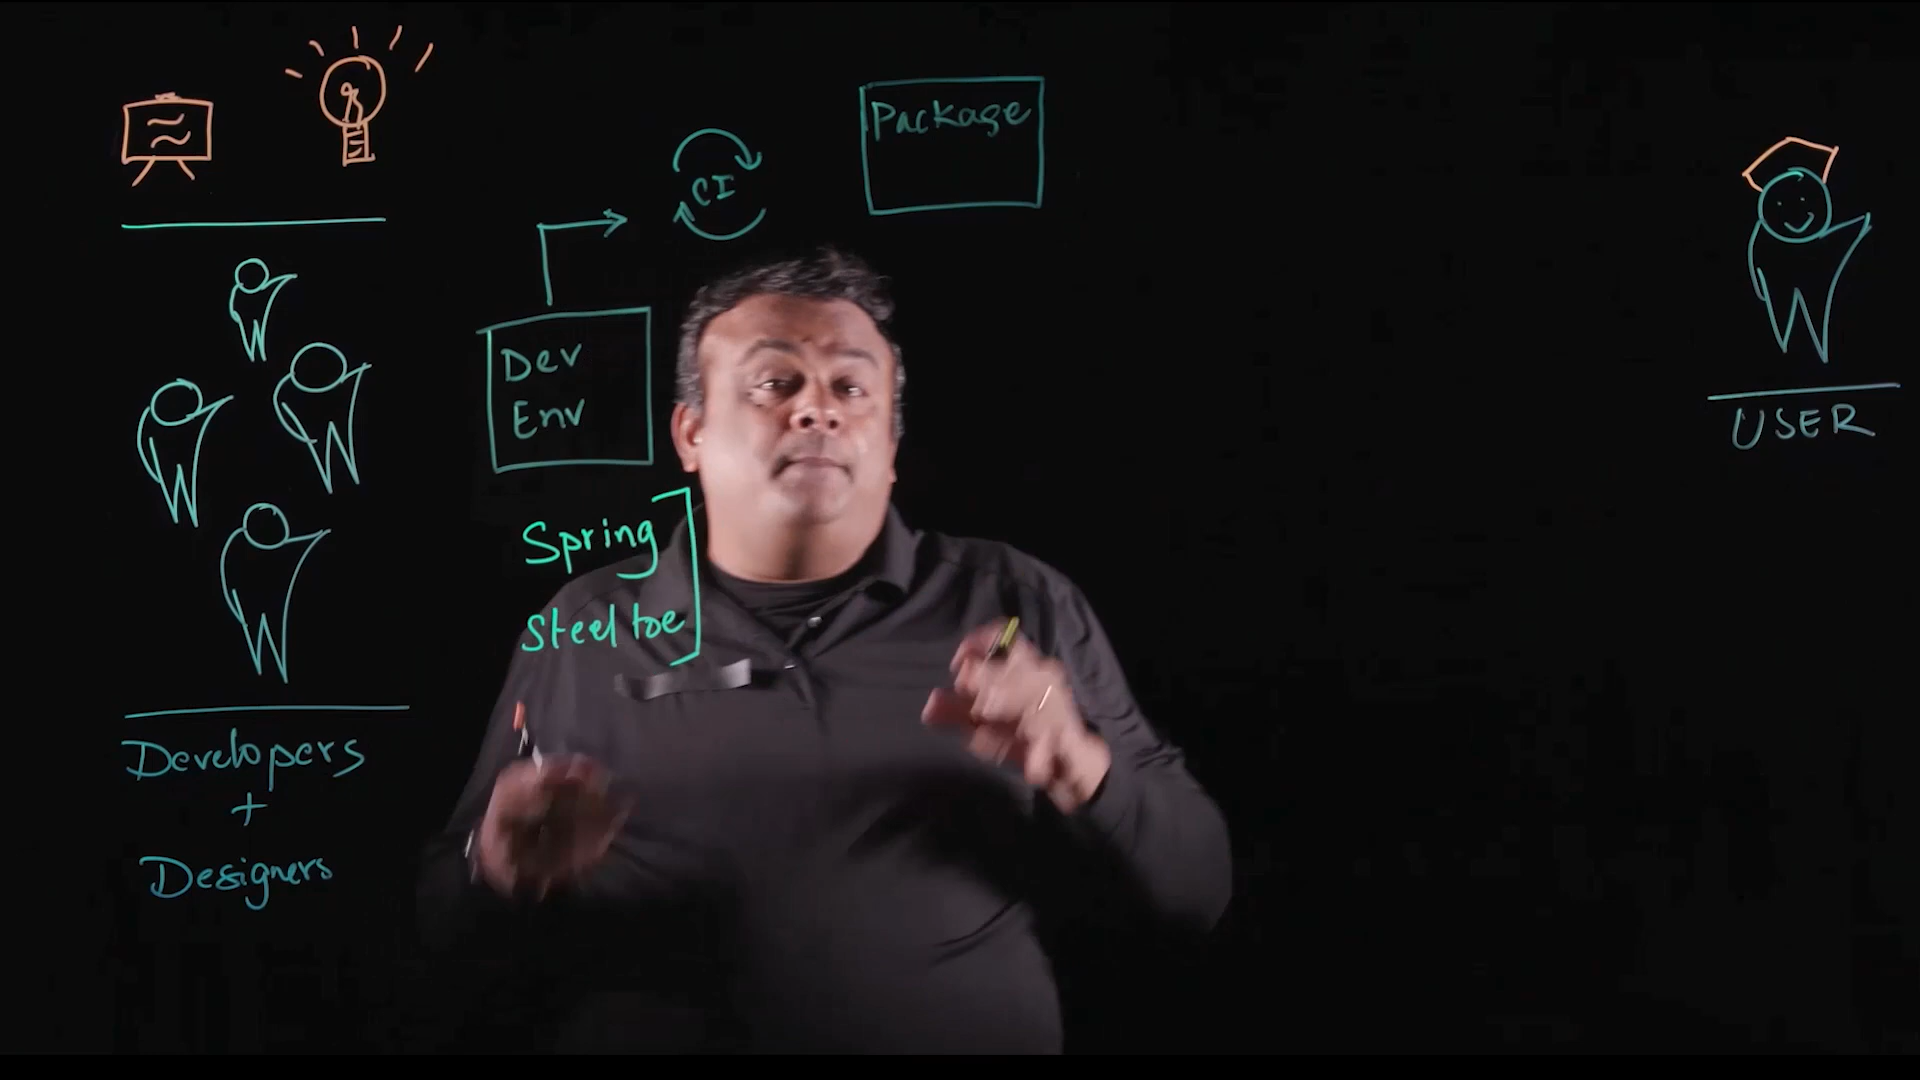 Package
CI
Dev
Env
Spring
Steeltoe
Developers
+
Designers
USER